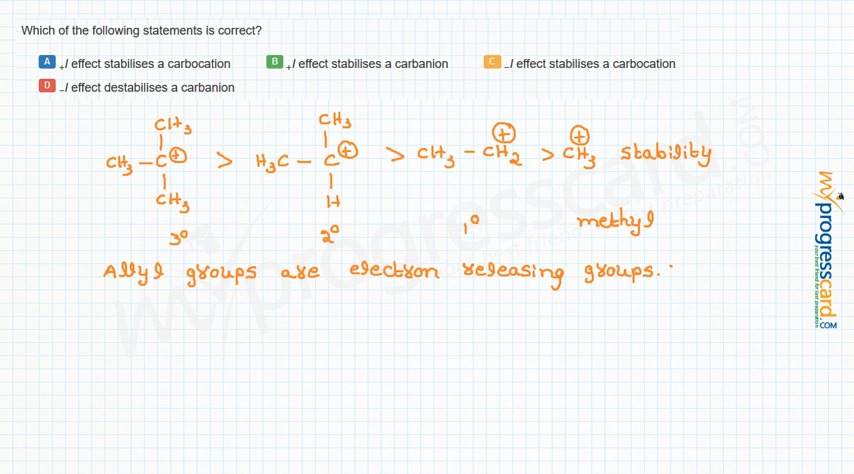 Which of the following statements is correct?
A +I effect stabilises a carbocation B +I effect stabilises a carbanion C –I effect stabilises a carbocation
D –I effect destabilises a carbanion
CH3 CH3
CH3 – C ⊕ > H3C – C ⊕ > CH3 – CH2 ⊕ > CH3 ⊕ stability
CH3 H
3° 2° 1° methyl
Allyl groups are electron releasing groups.
myprogresscard.COM